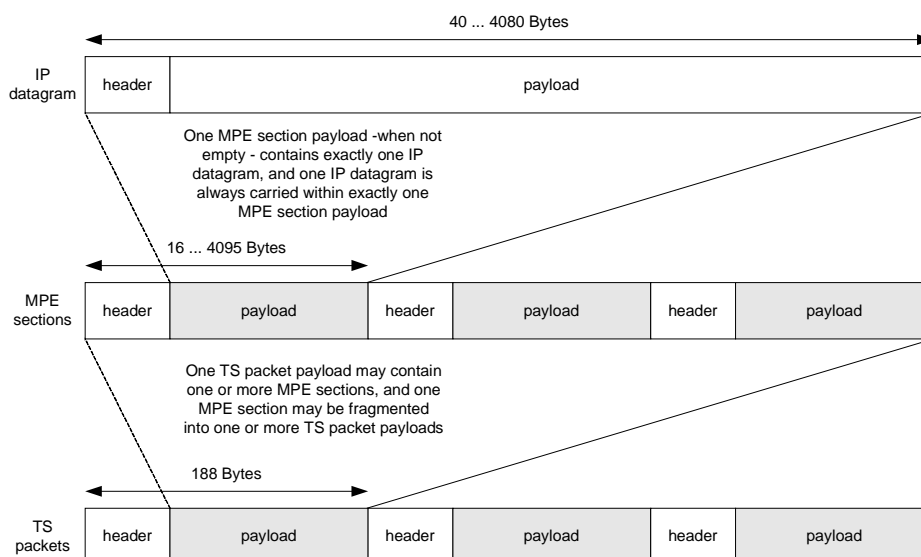 40 ... 4080 Bytes
IP
datagram
header
payload
One MPE section payload -when not
empty - contains exactly one IP
datagram, and one IP datagram is
always carried within exactly one
MPE section payload
16 ... 4095 Bytes
MPE
sections
header
payload
header
payload
header
payload
One TS packet payload may contain
one or more MPE sections, and one
MPE section may be fragmented
into one or more TS packet payloads
188 Bytes
TS
packets
header
payload
header
payload
header
payload